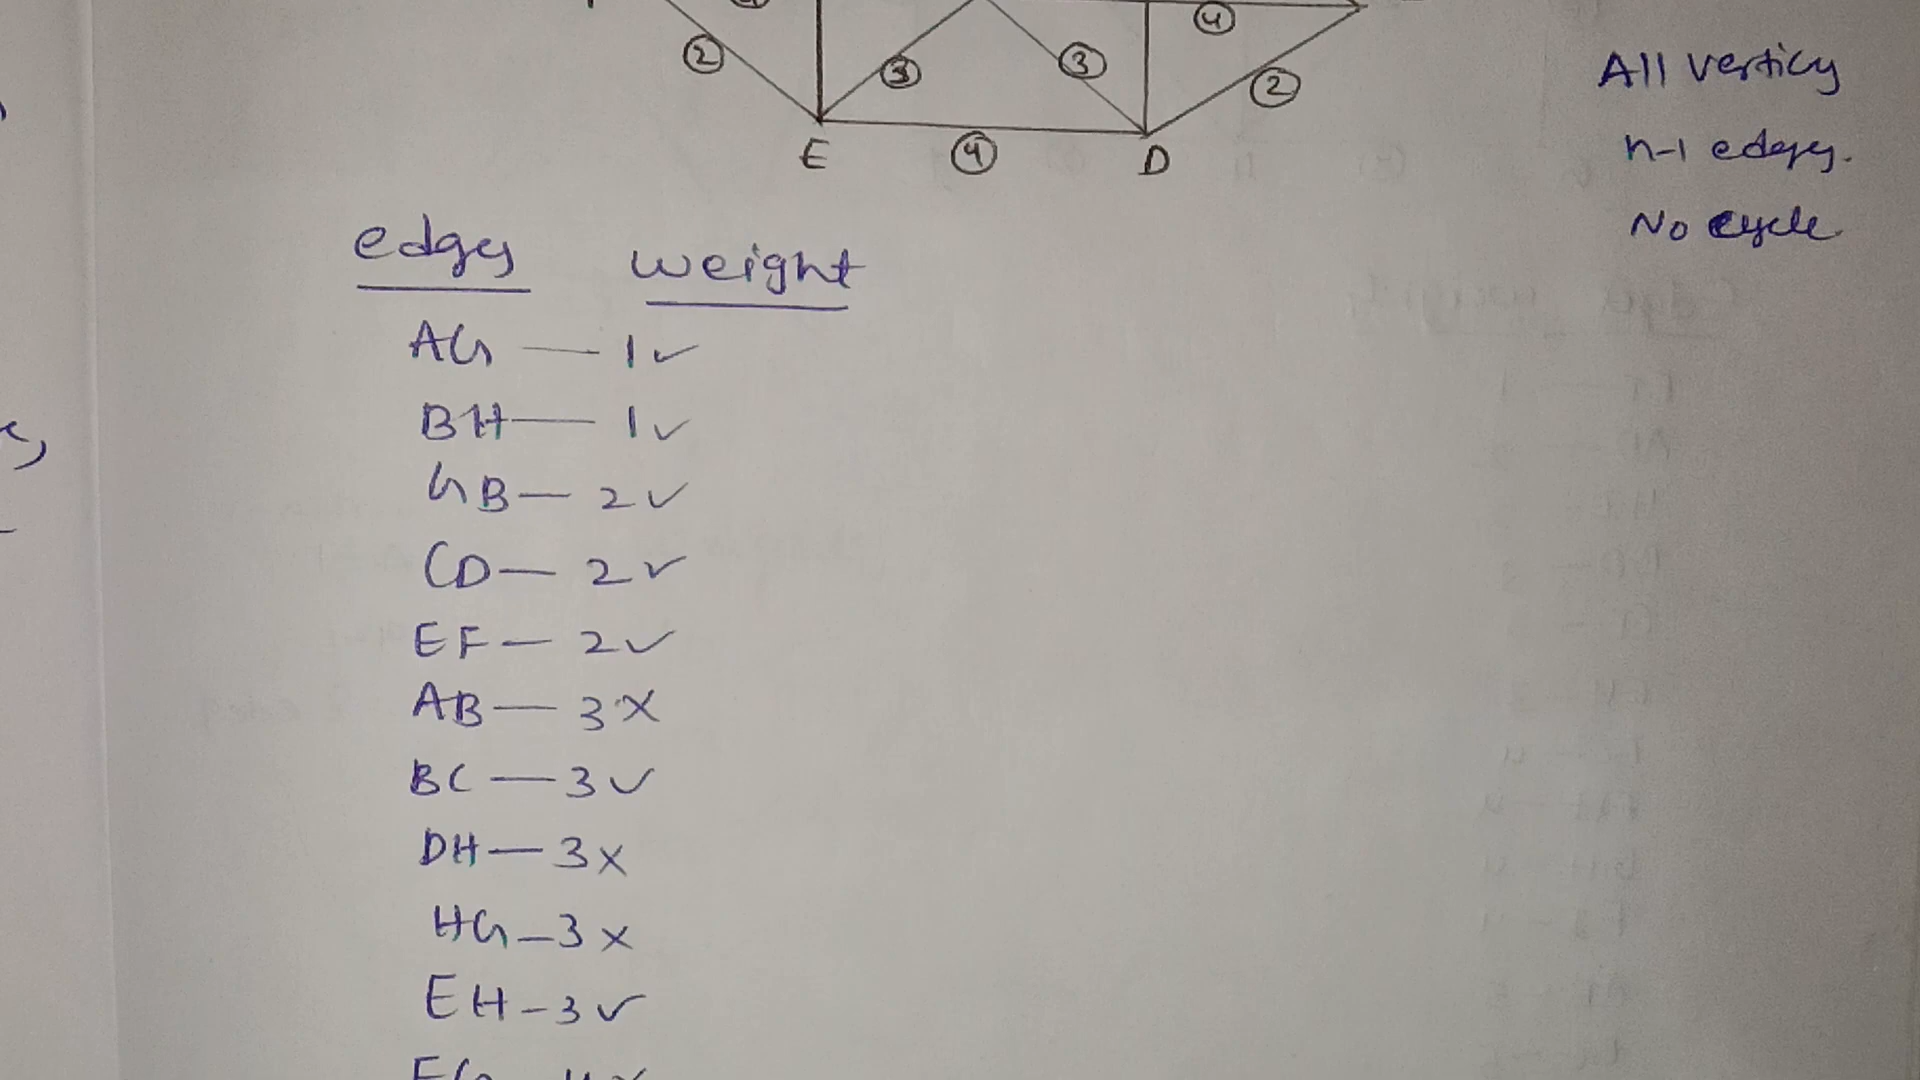 4
2
3
3
2
E
4
D
All verticy
n-1 edges.
No cycle
edges weight
AG — 1 ✓
BH — 1 ✓
GB — 2 ✓
CD — 2 ✓
EF — 2 ✓
AB — 3 X
BC — 3 ✓
DH — 3 X
HG — 3 X
EH - 3 ✓